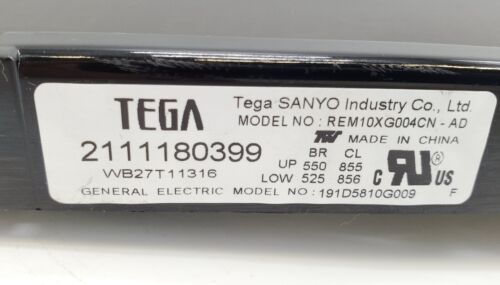 TEGA
Tega SANYO Industry Co., Ltd.
MODEL NO : REM10XG004CN - AD
MADE IN CHINA
2111180399
WB27T11316
BR CL
UP 550 855
LOW 525 856
C US ®
GENERAL ELECTRIC MODEL NO : 191D5810G009 F